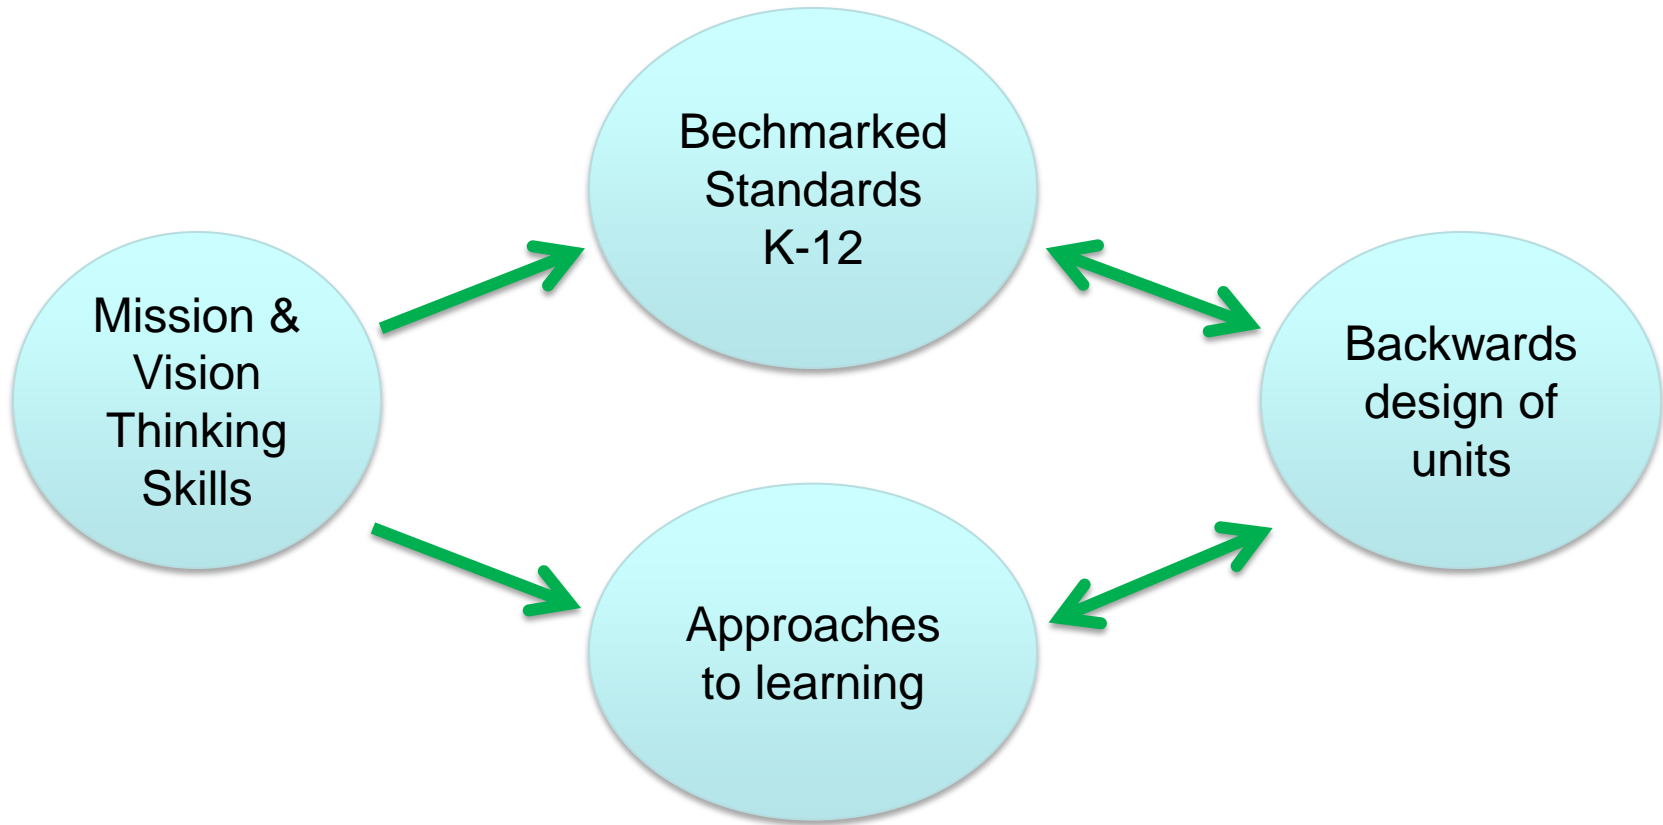 Bechmarked
Standards
K-12
Mission &
Vision
Thinking
Skills
Backwards
design of
units
Approaches
to learning